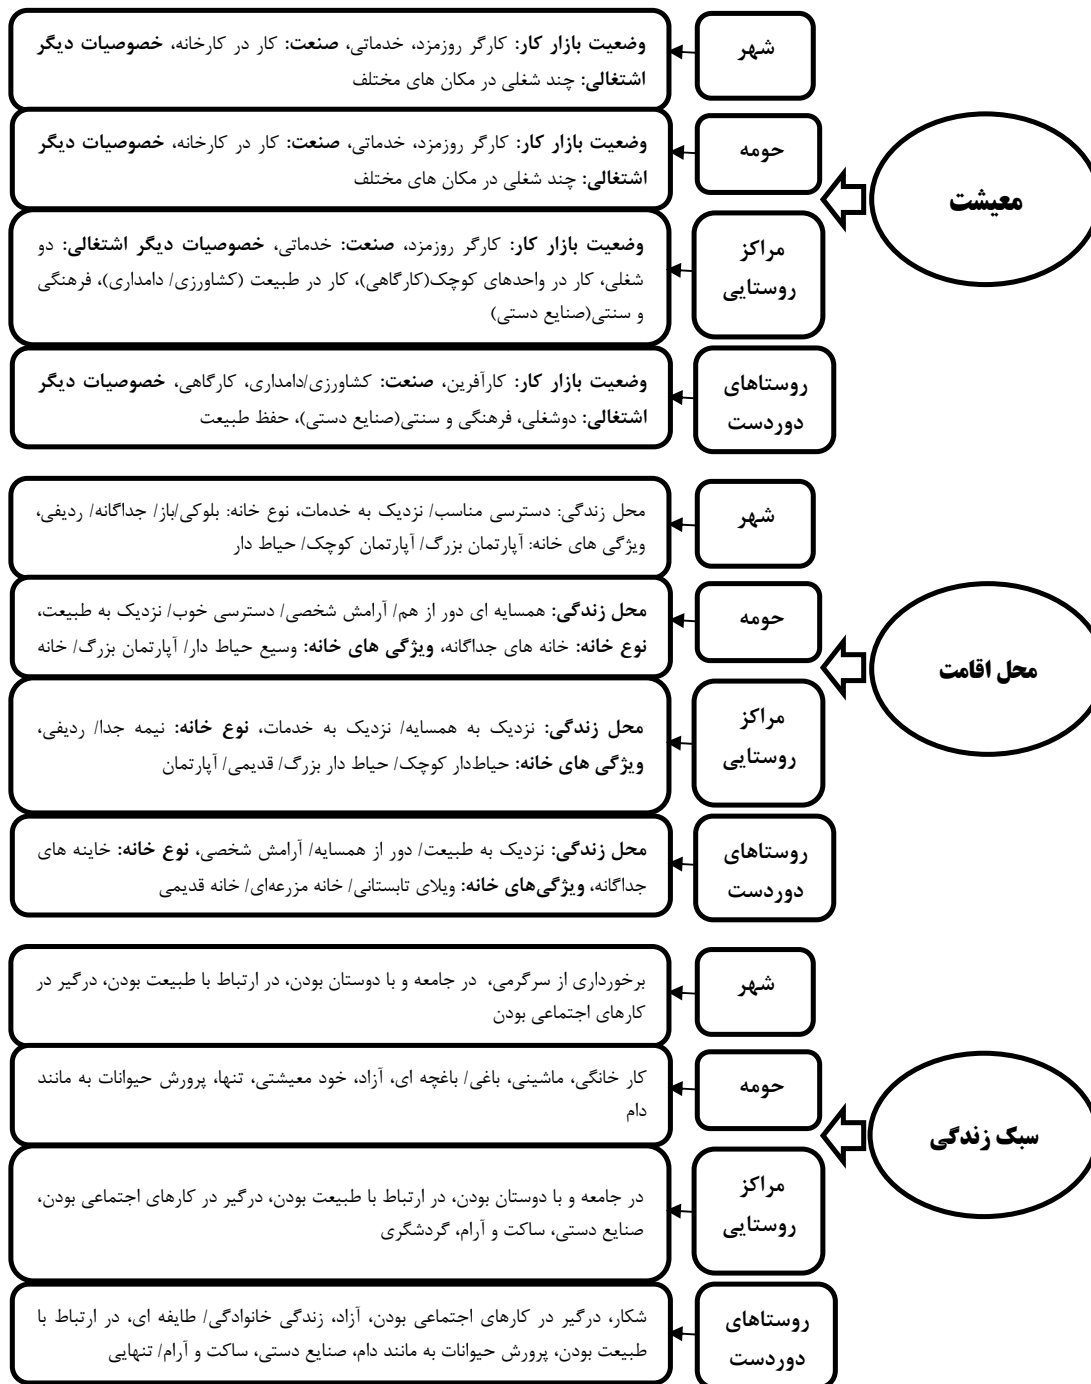 معیشت
شهر
وضعیت بازار کار: کارگر روزمزد، خدماتی، صنعت: کار در کارخانه، خصوصیات دیگر
اشتغالی: چند شغلی در مکان های مختلف
حومه
وضعیت بازار کار: کارگر روزمزد، خدماتی، صنعت: کار در کارخانه، خصوصیات دیگر
اشتغالی: چند شغلی در مکان های مختلف
مراکز
روستایی
وضعیت بازار کار: کارگر روزمزد، صنعت: خدماتی، خصوصیات دیگر اشتغالی: دو
شغلی، کار در واحدهای کوچک(کارگاهی)، کار در طبیعت (کشاورزی/ دامداری)، فرهنگی
و سنتی(صنایع دستی)
روستاهای
دوردست
وضعیت بازار کار: کارآفرین، صنعت: کشاورزی/دامداری، کارگاهی، خصوصیات دیگر
اشتغالی: دوشغلی، فرهنگی و سنتی(صنایع دستی)، حفظ طبیعت
محل اقامت
شهر
محل زندگی: دسترسی مناسب/ نزدیک به خدمات، نوع خانه: بلوکی/باز/ جداگانه/ ردیفی،
ویژگی های خانه: آپارتمان بزرگ/ آپارتمان کوچک/ حیاط دار
حومه
محل زندگی: همسایه ای دور از هم/ آرامش شخصی/ دسترسی خوب/ نزدیک به طبیعت،
نوع خانه: خانه های جداگانه، ویژگی های خانه: وسیع حیاط دار/ آپارتمان بزرگ/ خانه
مراکز
روستایی
محل زندگی: نزدیک به همسایه/ نزدیک به خدمات، نوع خانه: نیمه جدا/ ردیفی،
ویژگی های خانه: حیاط‌دار کوچک/ حیاط دار بزرگ/ قدیمی/ آپارتمان
روستاهای
دوردست
محل زندگی: نزدیک به طبیعت/ دور از همسایه/ آرامش شخصی، نوع خانه: خاینه های
جداگانه، ویژگی‌های خانه: ویلای تابستانی/ خانه مزرعه‌ای/ خانه قدیمی
سبک زندگی
شهر
برخورداری از سرگرمی، در جامعه و با دوستان بودن، در ارتباط با طبیعت بودن، درگیر در
کارهای اجتماعی بودن
حومه
کار خانگی، ماشینی، باغی/ باغچه ای، آزاد، خود معیشتی، تنها، پرورش حیوانات به مانند
دام
مراکز
روستایی
در جامعه و با دوستان بودن، در ارتباط با طبیعت بودن، درگیر در کارهای اجتماعی بودن،
صنایع دستی، ساکت و آرام، گردشگری
روستاهای
دوردست
شکار، درگیر در کارهای اجتماعی بودن، آزاد، زندگی خانوادگی/ طایفه ای، در ارتباط با
طبیعت بودن، پرورش حیوانات به مانند دام، صنایع دستی، ساکت و آرام/ تنهایی